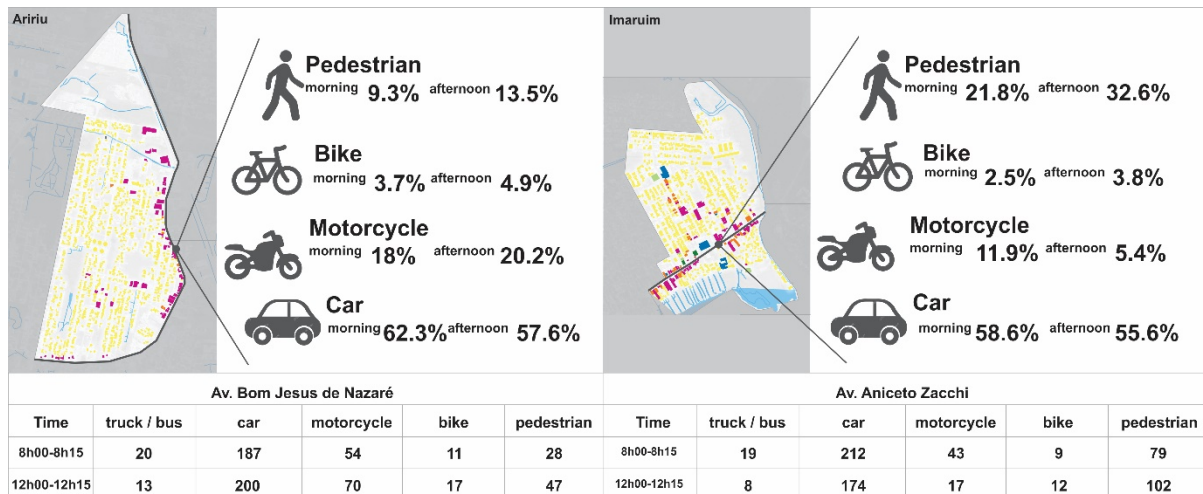 Aririu
Pedestrian
morning 9.3% afternoon 13.5%
Bike
morning 3.7% afternoon 4.9%
Motorcycle
morning 18% afternoon 20.2%
Car
morning 62.3% afternoon 57.6%
Imaruim
Pedestrian
morning 21.8% afternoon 32.6%
Bike
morning 2.5% afternoon 3.8%
Motorcycle
morning 11.9% afternoon 5.4%
Car
morning 58.6% afternoon 55.6%
Av. Bom Jesus de Nazaré
Time truck / bus car motorcycle bike pedestrian
8h00-8h15 20 187 54 11 28
12h00-12h15 13 200 70 17 47
Av. Aniceto Zacchi
Time truck / bus car motorcycle bike pedestrian
8h00-8h15 19 212 43 9 79
12h00-12h15 8 174 17 12 102